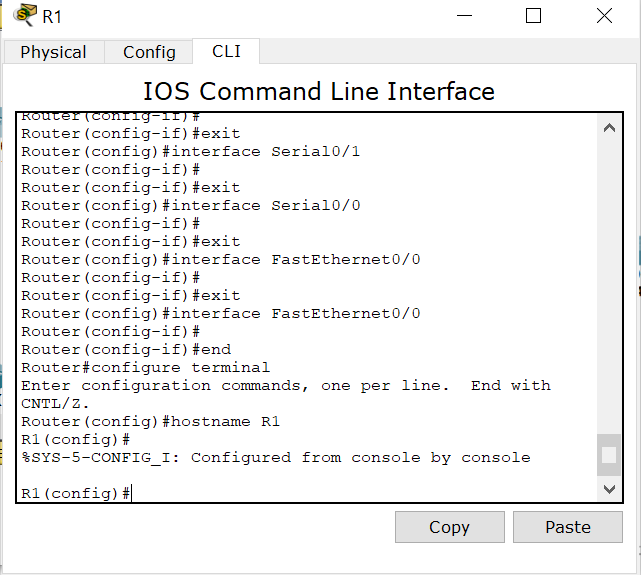 R1
Physical Config CLI
IOS Command Line Interface
Router(config-if)#
Router(config-if)#exit
Router(config)#interface Serial0/1
Router(config-if)#
Router(config-if)#exit
Router(config)#interface Serial0/0
Router(config-if)#
Router(config-if)#exit
Router(config)#interface FastEthernet0/0
Router(config-if)#
Router(config-if)#exit
Router(config)#interface FastEthernet0/0
Router(config-if)#
Router(config-if)#end
Router#configure terminal
Enter configuration commands, one per line.  End with
CNTL/Z.
Router(config)#hostname R1
R1(config)#
%SYS-5-CONFIG_I: Configured from console by console
R1(config)#
Copy Paste